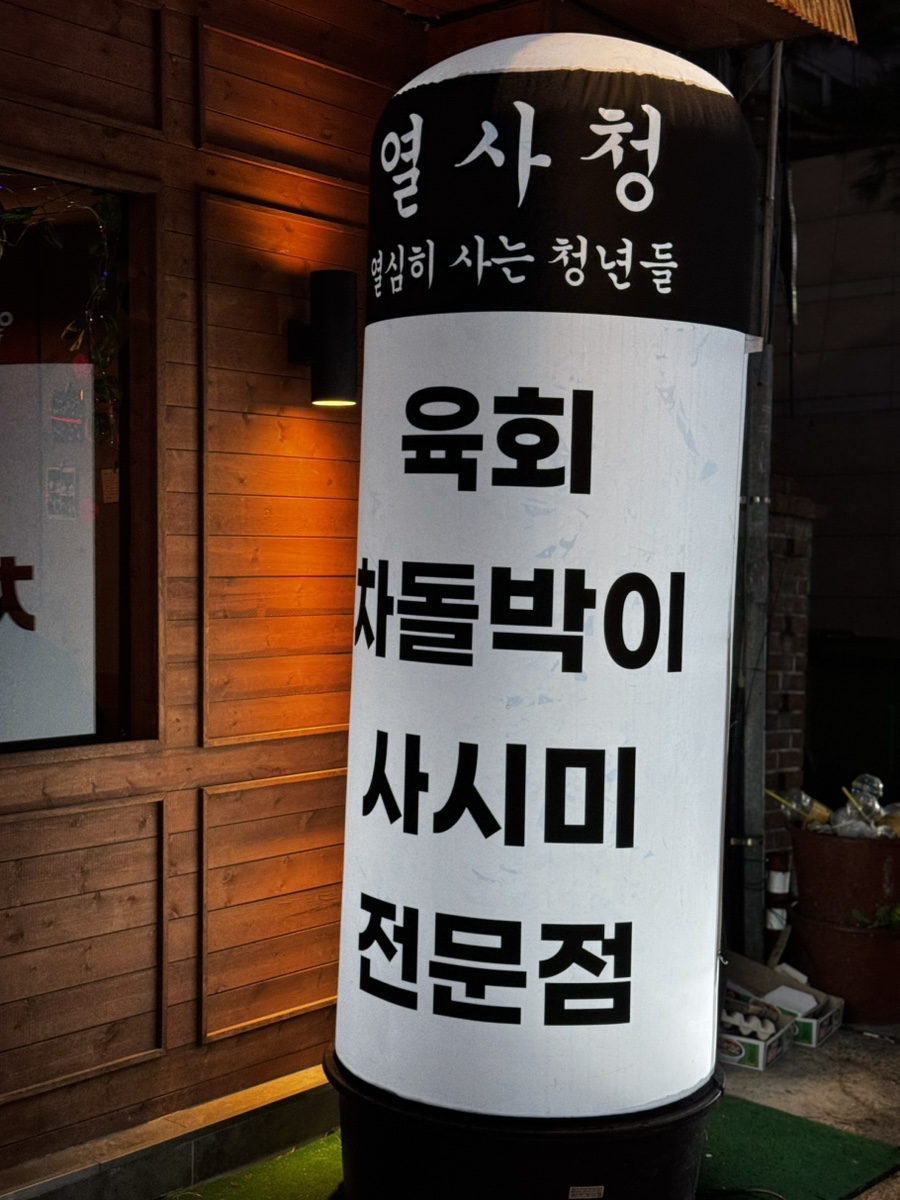 열사청
열심히 사는 청년들
육회
차돌박이
사시미
전문점